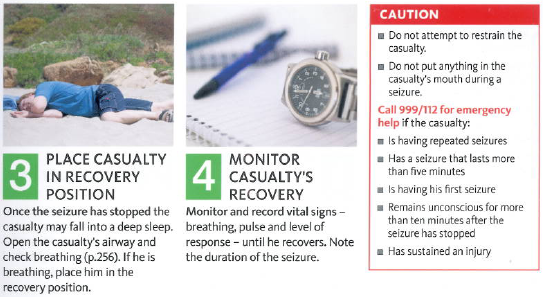 3 PLACE CASUALTY
IN RECOVERY
POSITION
Once the seizure has stopped the
casualty may fall into a deep sleep.
Open the casualty's airway and
check breathing (p.256). If he is
breathing, place him in the
recovery position.
4 MONITOR
CASUALTY'S
RECOVERY
Monitor and record vital signs –
breathing, pulse and level of
response – until he recovers. Note
the duration of the seizure.
CAUTION
■ Do not attempt to restrain the
casualty.
■ Do not put anything in the
casualty's mouth during a
seizure.
Call 999/112 for emergency
help if the casualty:
■ Is having repeated seizures
■ Has a seizure that lasts more
than five minutes
■ Is having his first seizure
■ Remains unconscious for more
than ten minutes after the
seizure has stopped
■ Has sustained an injury